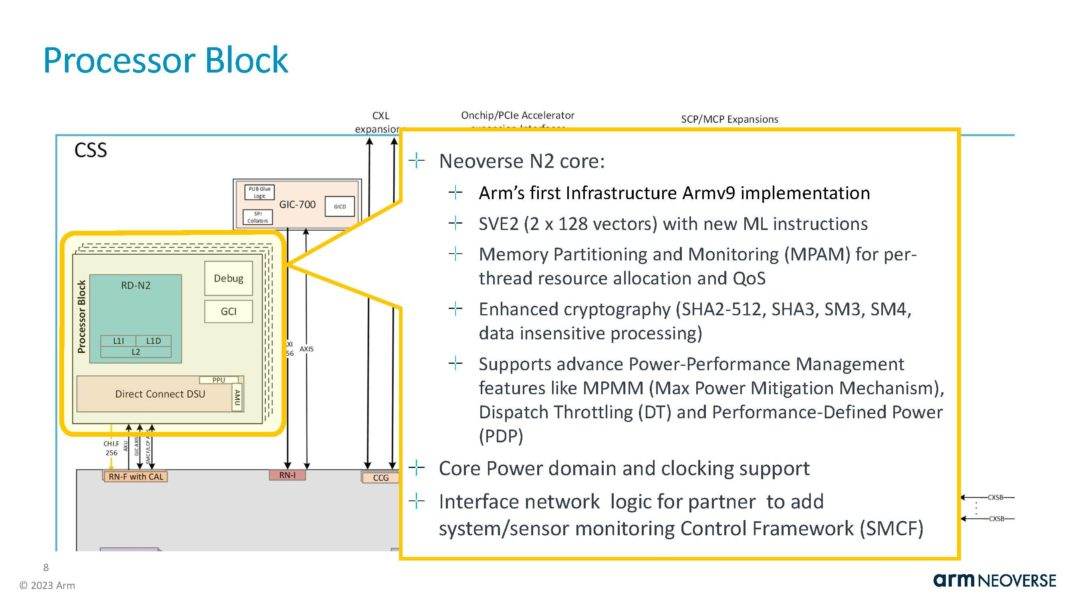 Processor Block
CXL
expansion
Onchip/PCIe Accelerator
SCP/MCP Expansions
CSS
PUB Glue
Logic
SPI
Collators
GIC-700
GICD
Processor Block
RD-N2
Debug
GCI
L1I
L1D
L2
PPU
Direct Connect DSU
AMU
CHI.F
256
AXIS
RN-F with CAL
RN-I
CCG
Neoverse N2 core:
Arm's first Infrastructure Armv9 implementation
SVE2 (2 x 128 vectors) with new ML instructions
Memory Partitioning and Monitoring (MPAM) for per-
thread resource allocation and QoS
Enhanced cryptography (SHA2-512, SHA3, SM3, SM4,
data insensitive processing)
Supports advance Power-Performance Management
features like MPMM (Max Power Mitigation Mechanism),
Dispatch Throttling (DT) and Performance-Defined Power
(PDP)
Core Power domain and clocking support
Interface network logic for partner to add
system/sensor monitoring Control Framework (SMCF)
CXSB
CXSB
8
© 2023 Arm
arm NEOVERSE